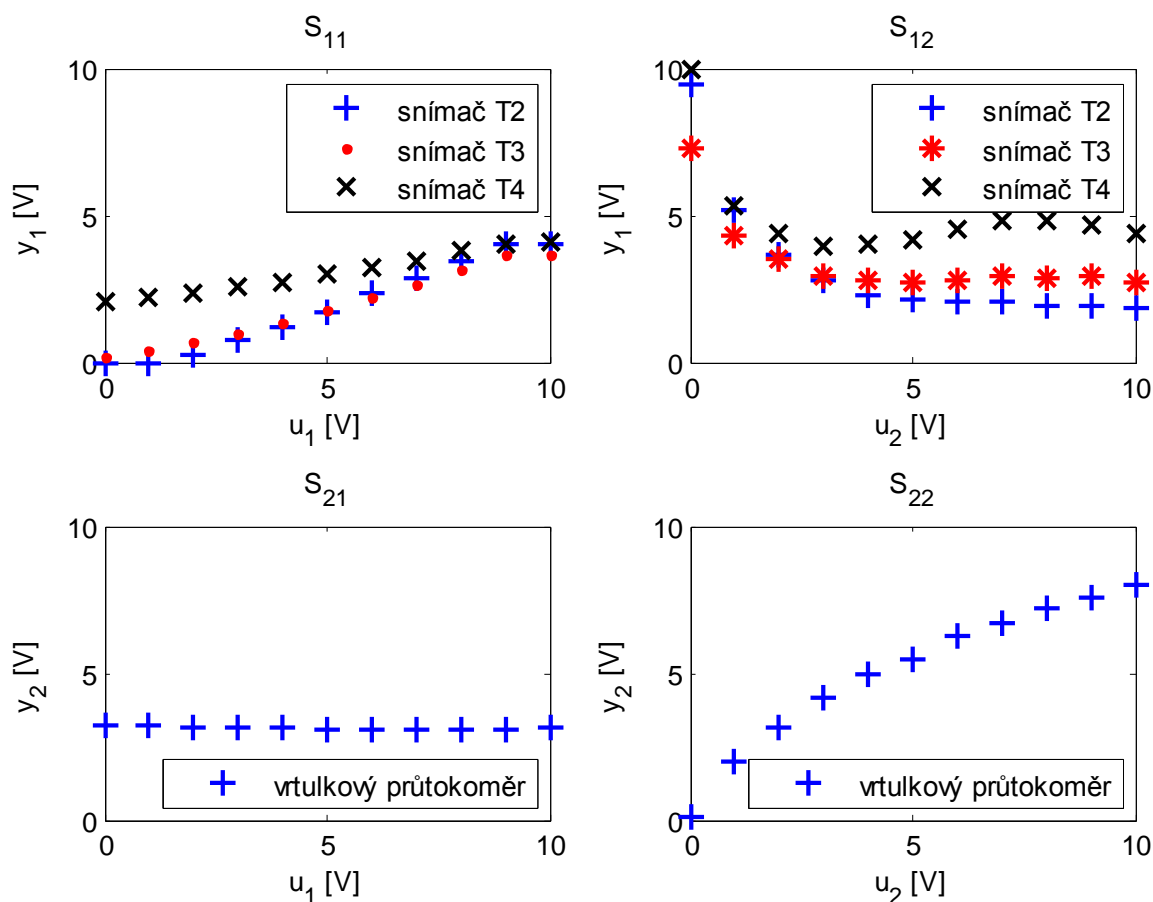 S11
10
5
0
y1 [V]
snímač T2
snímač T3
snímač T4
0 5 10
u1 [V]
S12
10
5
0
y1 [V]
snímač T2
snímač T3
snímač T4
0 5 10
u2 [V]
S21
10
5
0
y2 [V]
vrtulkový průtokoměr
0 5 10
u1 [V]
S22
10
5
0
y2 [V]
vrtulkový průtokoměr
0 5 10
u2 [V]